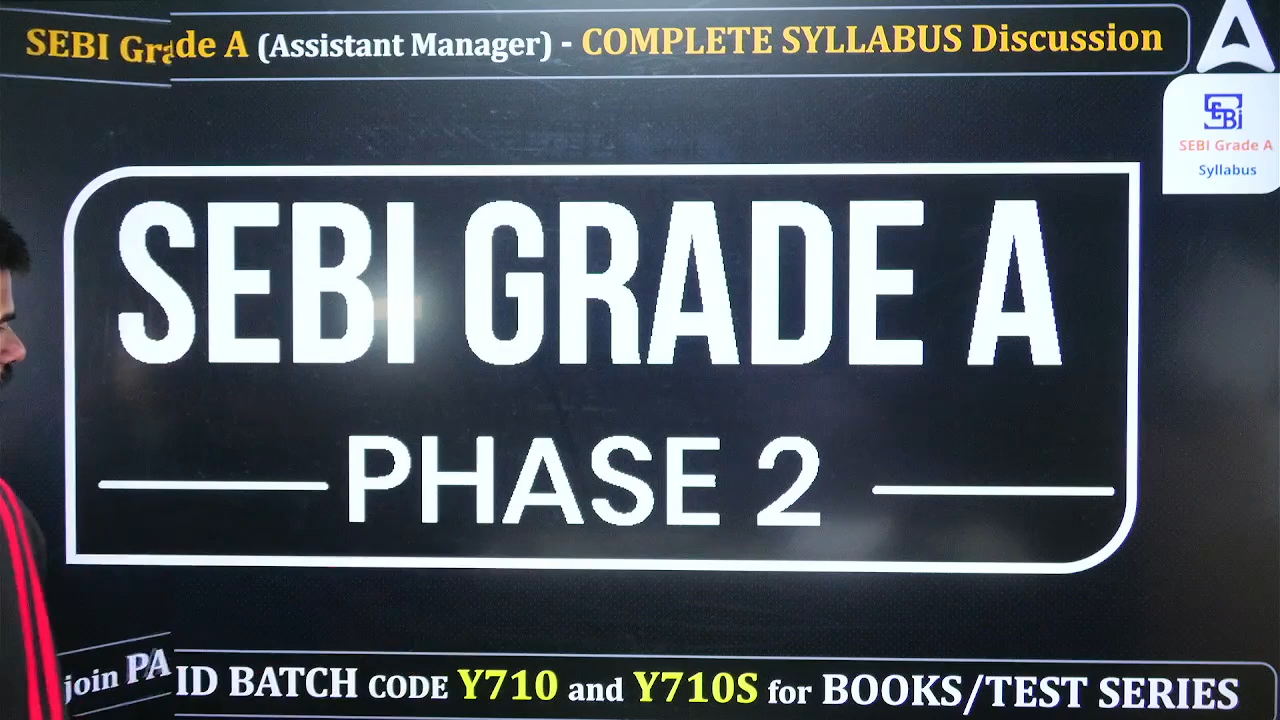 SEBI Grade A (Assistant Manager) - COMPLETE SYLLABUS Discussion
SEBI
SEBI Grade A
Syllabus
SEBI GRADE A
PHASE 2
join PAID BATCH CODE Y710 and Y710S for BOOKS/TEST SERIES